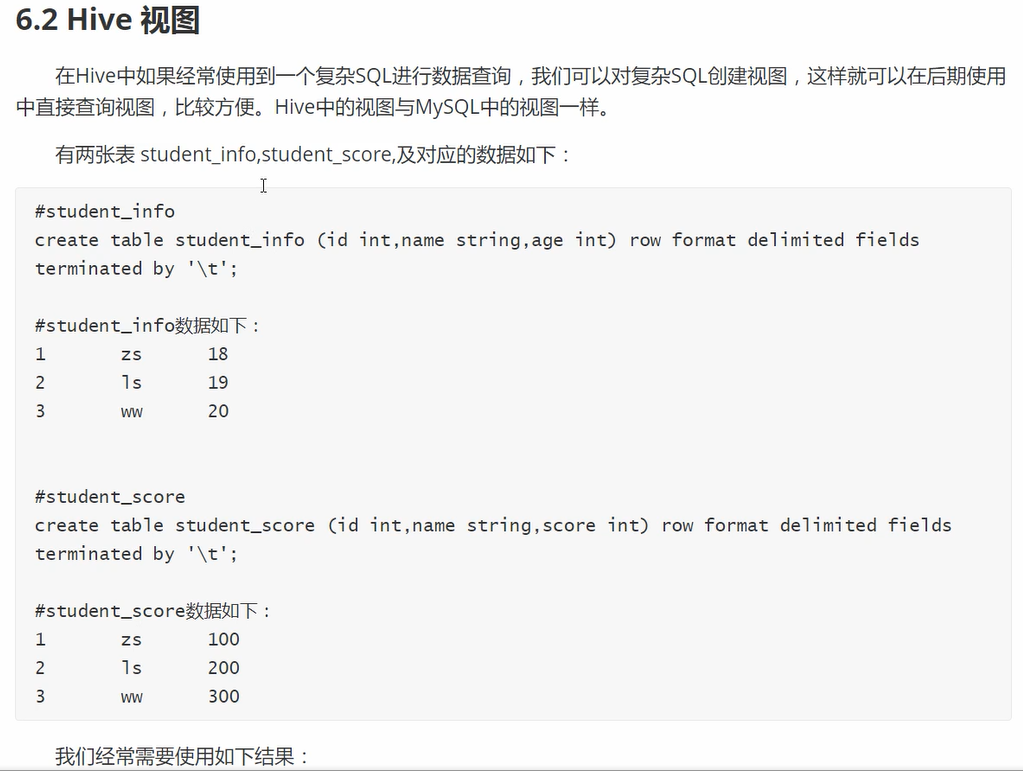 6.2 Hive 视图
在Hive中如果经常使用到一个复杂SQL进行数据查询，我们可以对复杂SQL创建视图，这样就可以在后期使用
中直接查询视图，比较方便。Hive中的视图与MySQL中的视图一样。
有两张表 student_info,student_score,及对应的数据如下：
#student_info
create table student_info (id int,name string,age int) row format delimited fields
terminated by '\t';
#student_info数据如下：
1 zs 18
2 ls 19
3 ww 20
#student_score
create table student_score (id int,name string,score int) row format delimited fields
terminated by '\t';
#student_score数据如下：
1 zs 100
2 ls 200
3 ww 300
我们经常需要使用如下结果：